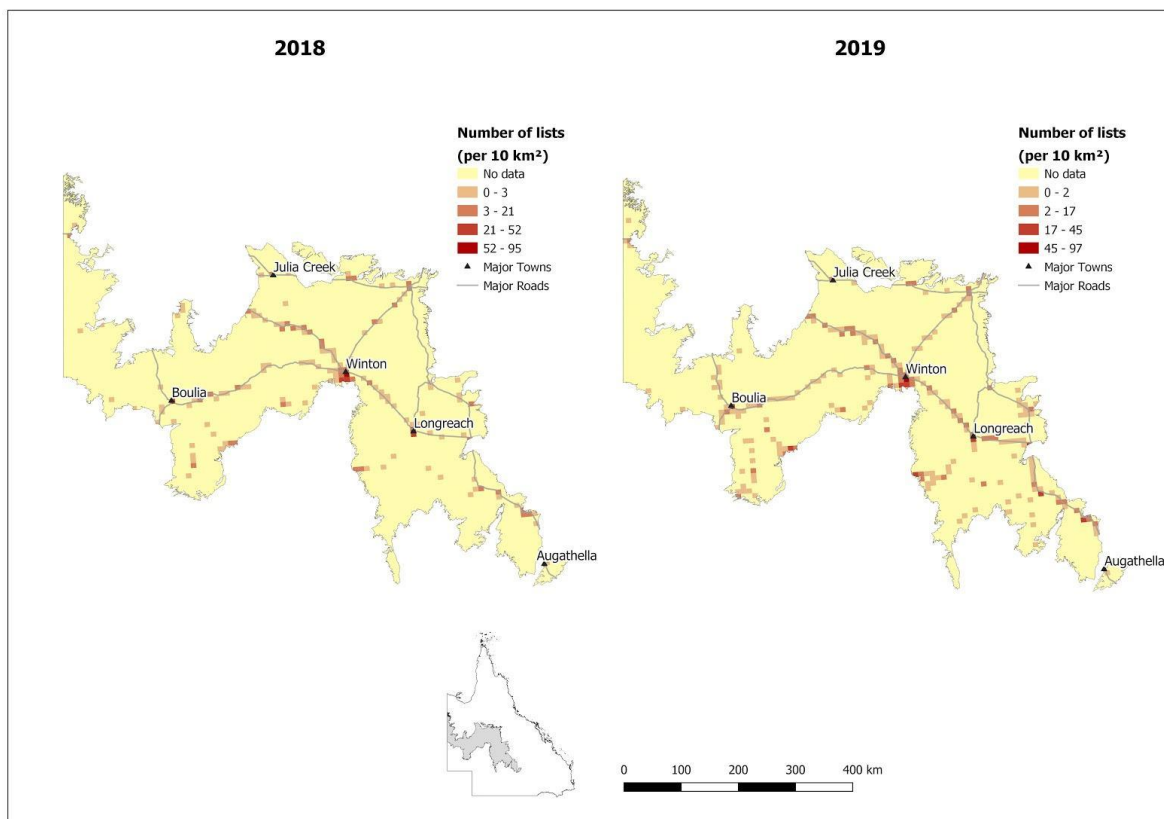 2018
Number of lists
(per 10 km²)
No data
0 - 3
3 - 21
21 - 52
52 - 95
Major Towns
Major Roads
Julia Creek
Winton
Boulia
Longreach
Augathella
2019
Number of lists
(per 10 km²)
No data
0 - 2
2 - 17
17 - 45
45 - 97
Major Towns
Major Roads
Julia Creek
Winton
Boulia
Longreach
Augathella
0 100 200 300 400 km